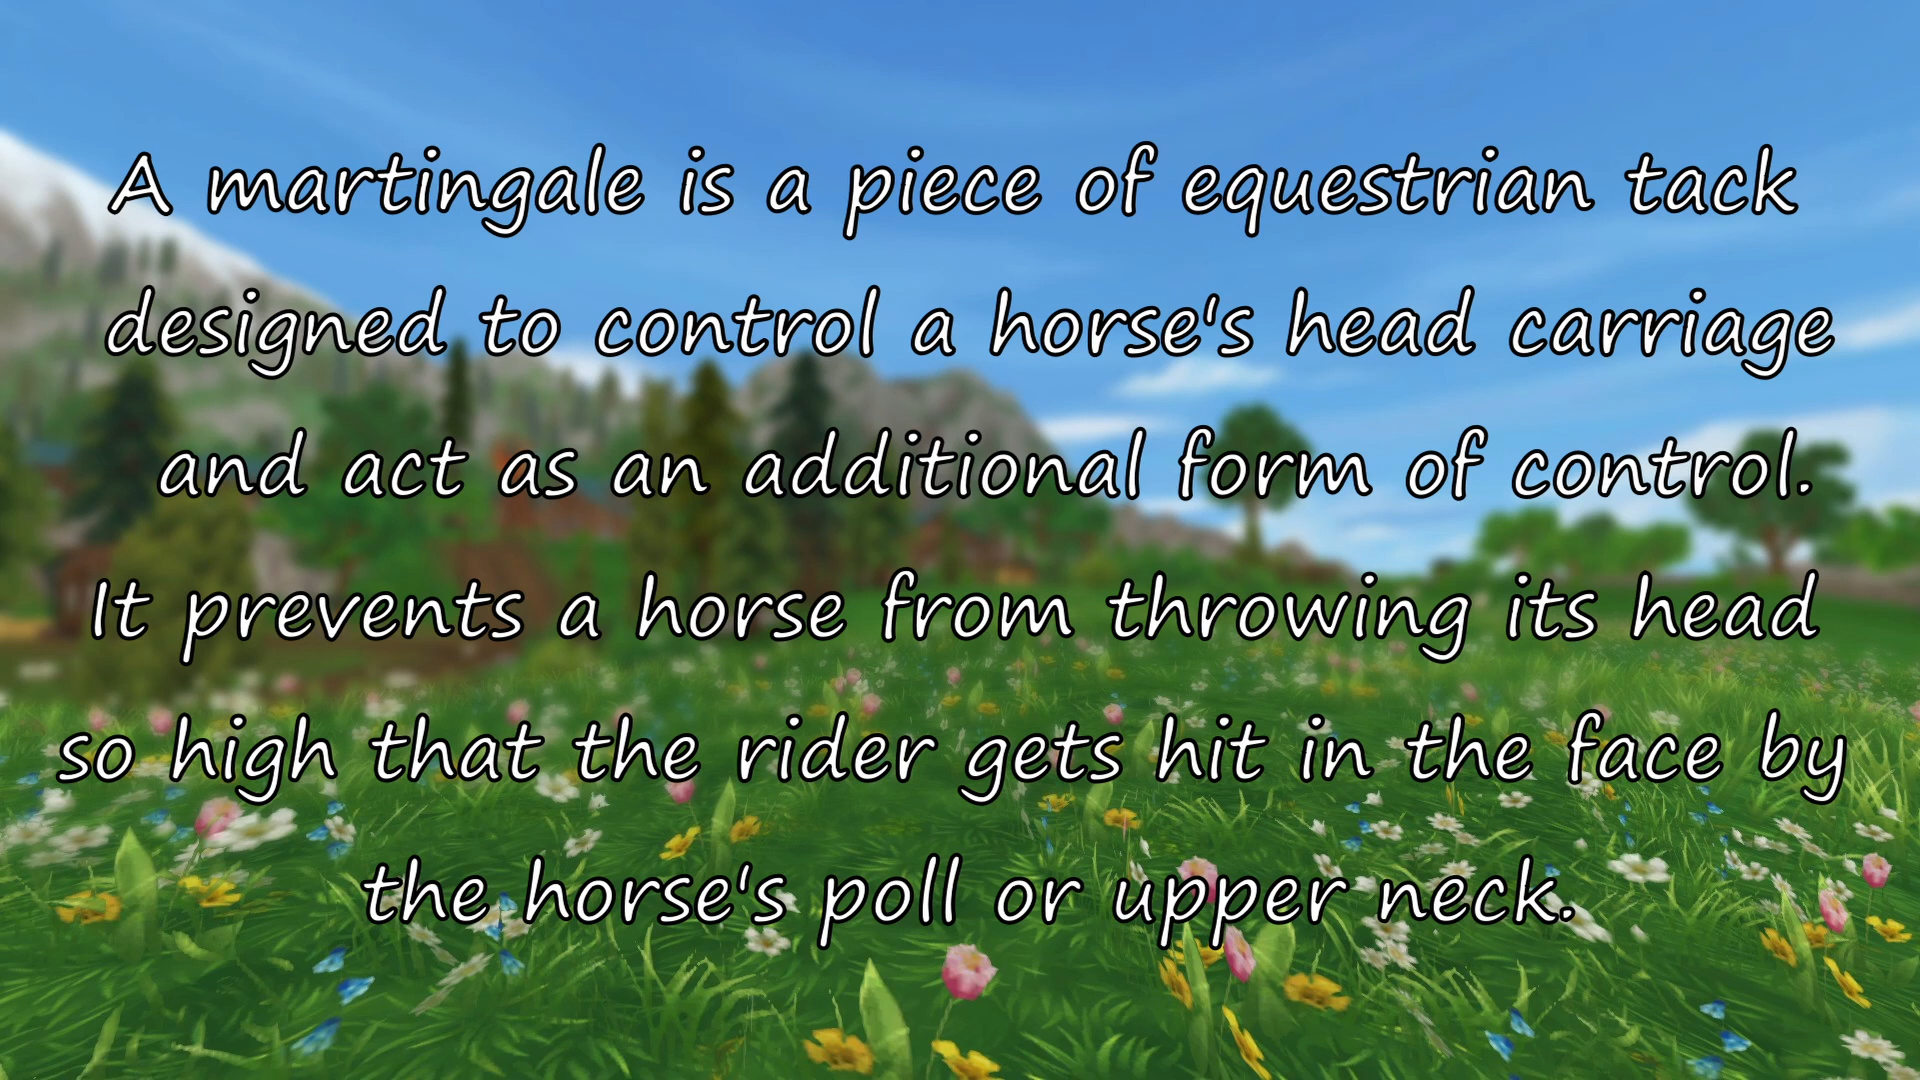 A martingale is a piece of equestrian tack
designed to control a horse's head carriage
and act as an additional form of control.
It prevents a horse from throwing its head
so high that the rider gets hit in the face by
the horse's poll or upper neck.